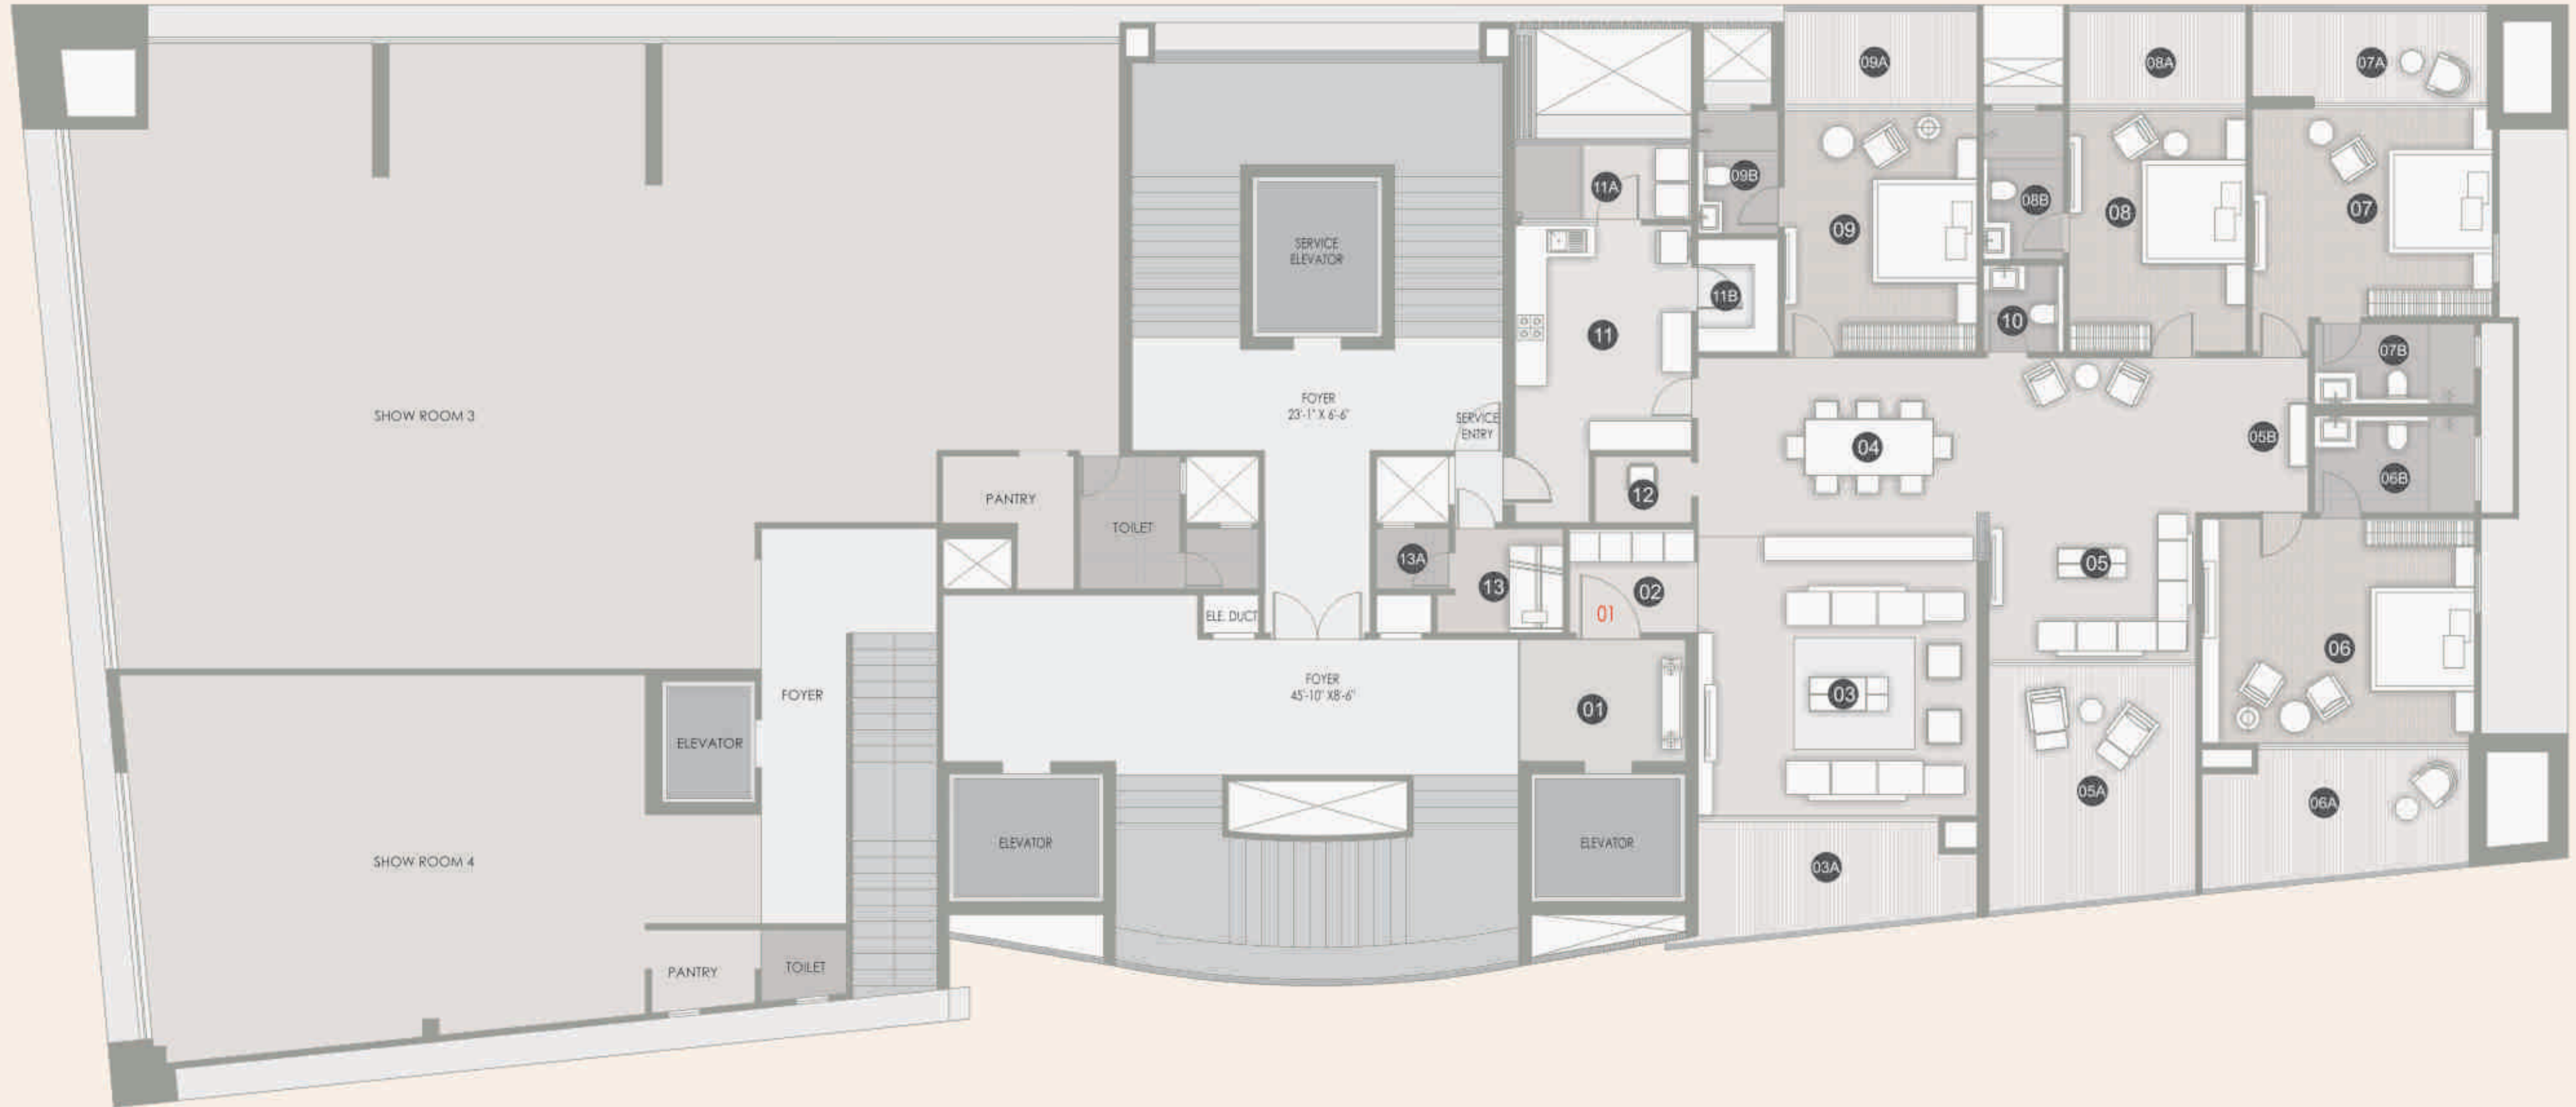 09A
08A
07A
09B
11A
08B
07
08
09
SERVICE
ELEVATOR
11B
10
11
07B
FOYER
23'-1" X 6'-6"
SHOW ROOM 3
SERVICE
ENTRY
04
05B
06B
PANTRY
12
TOILET
13A
05
13
02
01
ELE. DUCT
06
FOYER
45'-10" X8'-6"
FOYER
03
01
ELEVATOR
05A
06A
ELEVATOR
ELEVATOR
SHOW ROOM 4
03A
PANTRY
TOILET